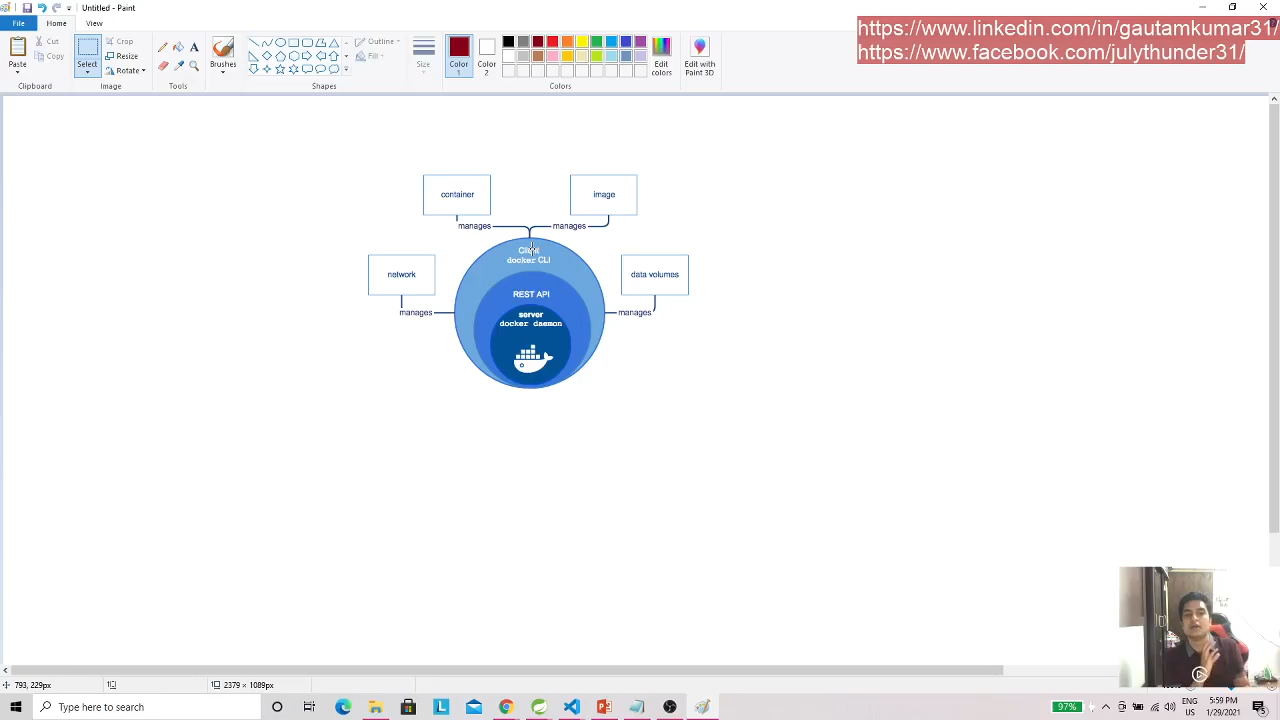 Untitled - Paint
File
Home
View
https://www.linkedin.com/in/gautamkumar31/
https://www.facebook.com/julythunder31/
Paste
Cut
Copy
Clipboard
Select
Crop
Resize
Rotate
Image
Tools
Brushes
Outline
Fill
Shapes
Size
Color 1
Color 2
Edit colors
Colors
Edit with Paint 3D
container
image
manages
manages
Client
docker CLI
network
data volumes
REST API
manages
manages
server
docker daemon
793, 229px
2379 × 1089px
Type here to search
97%
US
5:59 PM
1/29/2021